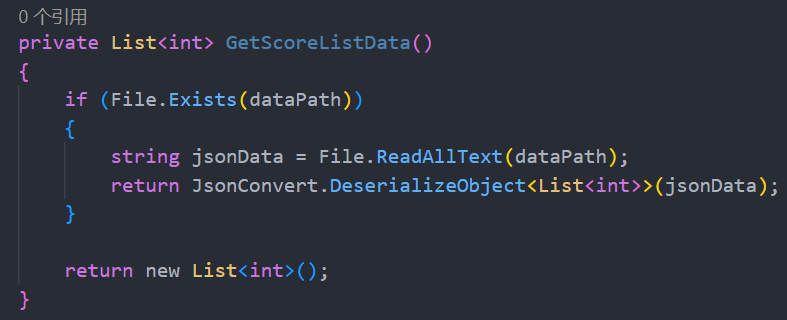 0 个引用
private List<int> GetScoreListData()
{
    if (File.Exists(dataPath))
    {
        string jsonData = File.ReadAllText(dataPath);
        return JsonConvert.DeserializeObject<List<int>>(jsonData);
    }

    return new List<int>();
}